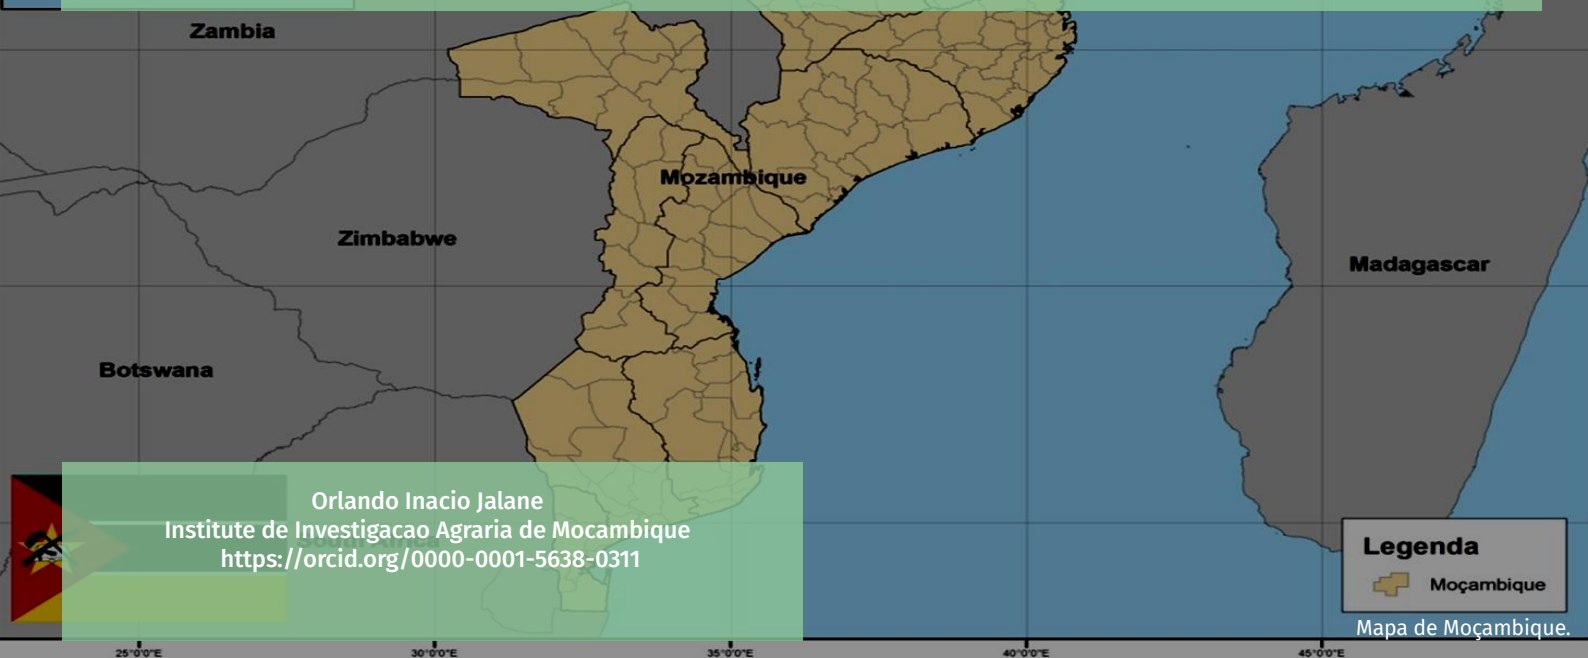 Zambia
Mozambique
Zimbabwe
Madagascar
Botswana
Orlando Inacio Jalane
Institute de Investigacao Agraria de Mocambique
South Africa
https://orcid.org/0000-0001-5638-0311
Legenda
Moçambique
Mapa de Moçambique.
25°0'0"E 30°0'0"E 35°0'0"E 40°0'0"E 45°0'0"E